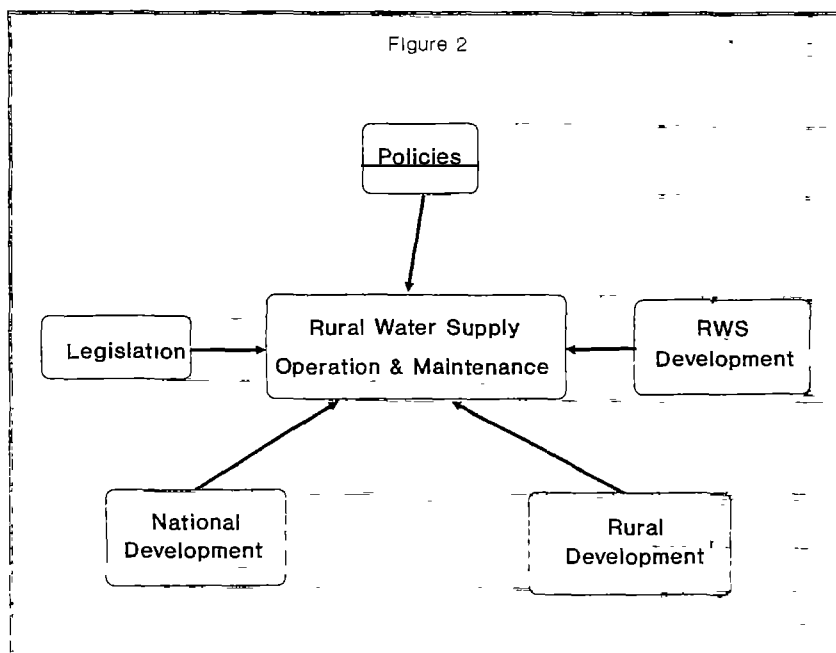 Figure 2
Policies
Rural Water Supply
Operation & Maintenance
Legislation
RWS
Development
National
Development
Rural
Development